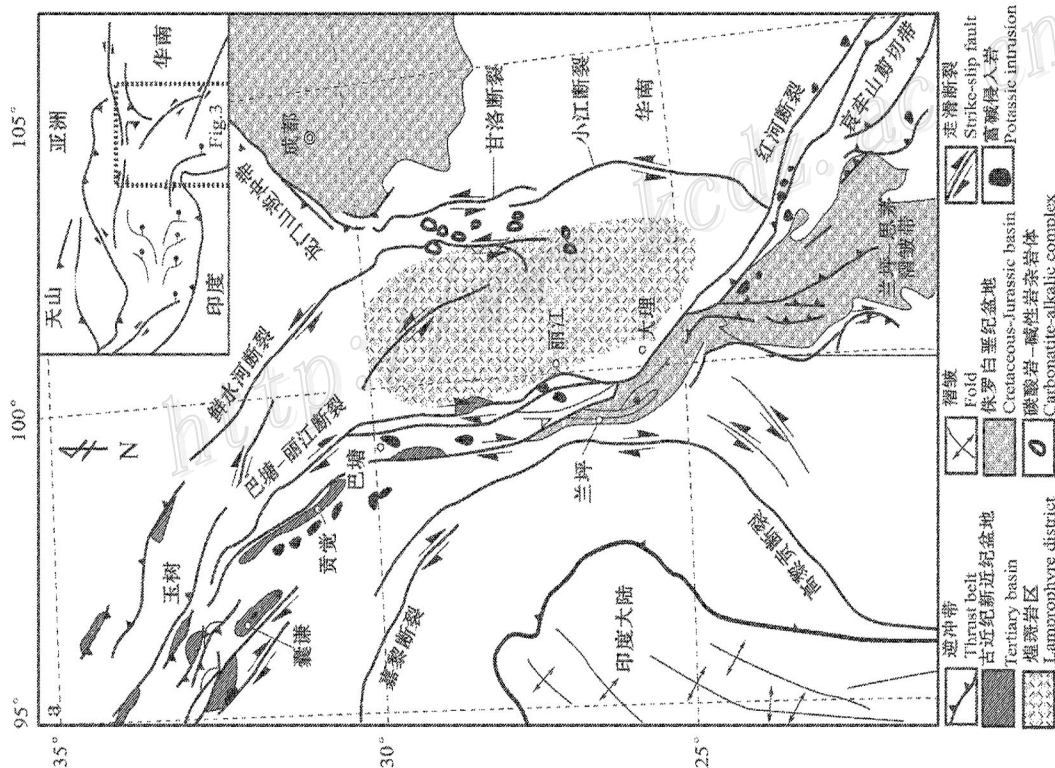 105°
100°
95°
35°
30°
25°
a
N
天山
亚洲
华南
印度
Fig.3
成都
龙门山逆冲带
甘洛断裂
小江断裂
华南
红河断裂
哀牢山剪切带
兰坪-思茅
褶皱带
鲜水河断裂
丽江
大理
巴塘-丽江断裂
巴塘
兰坪
玉树
贡觉
囊谦
嘉黎断裂
高黎贡断裂
印度大陆
逆冲带
Thrust belt
古近纪新近纪盆地
Tertiary basin
煌斑岩区
Lamprophyre district
褶皱
Fold
侏罗白垩纪盆地
Cretaceous-Jurassic basin
碳酸岩-碱性岩杂岩体
Carbonatite-alkalic complex
走滑断裂
Strike-slip fault
富碱侵入岩
Potassic intrusion